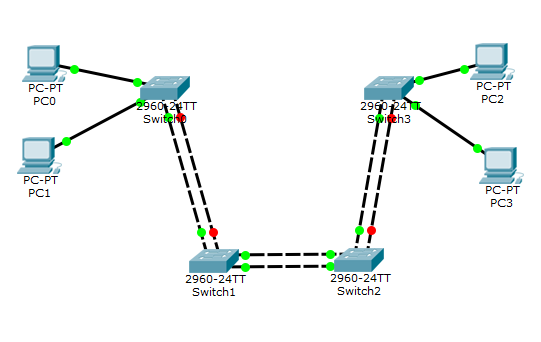 PC-PT
PC0
2960-24TT
Switch0
PC-PT
PC1
2960-24TT
Switch3
PC-PT
PC2
PC-PT
PC3
2960-24TT
Switch1
2960-24TT
Switch2